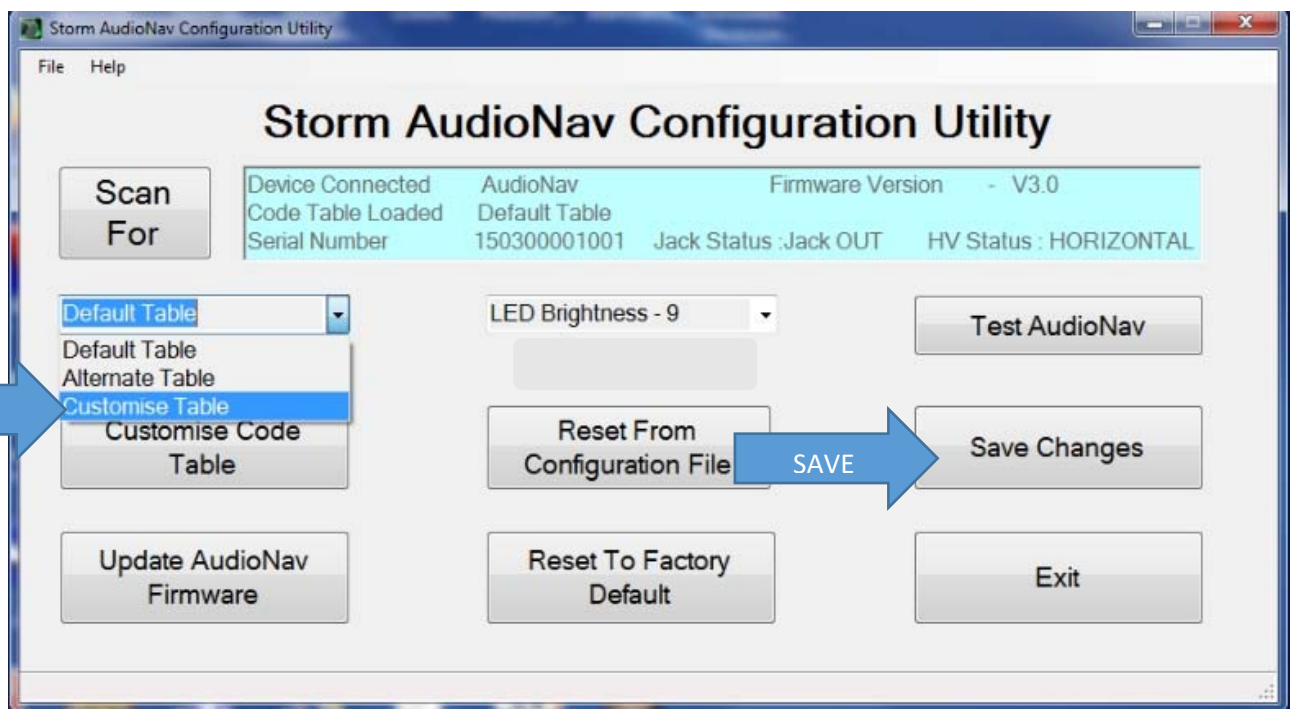 Storm AudioNav Configuration Utility
File Help
Storm AudioNav Configuration Utility
Scan
For
Device Connected AudioNav Firmware Version - V3.0
Code Table Loaded Default Table
Serial Number 150300001001 Jack Status :Jack OUT HV Status : HORIZONTAL
Default Table
LED Brightness - 9
Test AudioNav
Default Table
Alternate Table
Customise Table
Customise Code
Table
Reset From
Configuration File
SAVE
Save Changes
Update AudioNav
Firmware
Reset To Factory
Default
Exit